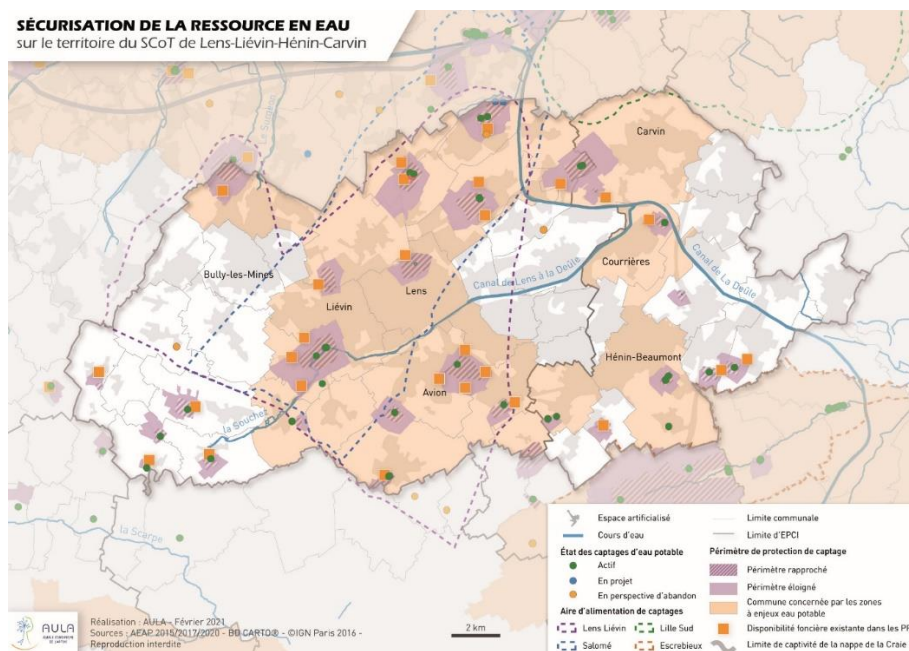 SÉCURISATION DE LA RESSOURCE EN EAU
sur le territoire du SCoT de Lens-Liévin-Hénin-Carvin
Carvin
Bully-les-Mines
Liévin
Lens
Canal de Lens à la Deûle
Courrières
Canal de La Deûle
Hénin-Beaumont
Avion
la Souchez
la Scarpe
Espace artificialisé
Cours d'eau
État des captages d'eau potable
Actif
En projet
En perspective d'abandon
Aire d'alimentation de captages
Lens Liévin
Lille Sud
Salomé
Escrebieux
Limite communale
Limite d'EPCI
Périmètre de protection de captage
Périmètre rapproché
Périmètre éloigné
Commune concernée par les zones
à enjeux eau potable
Disponibilité foncière existante dans les PP
Limite de captivité de la nappe de la Craie
2 km
AULA
Réalisation : AULA - Février 2021
Sources : AEAP 2015/2017/2020 - BD CARTO® - ©IGN Paris 2016 -
Reproduction interdite